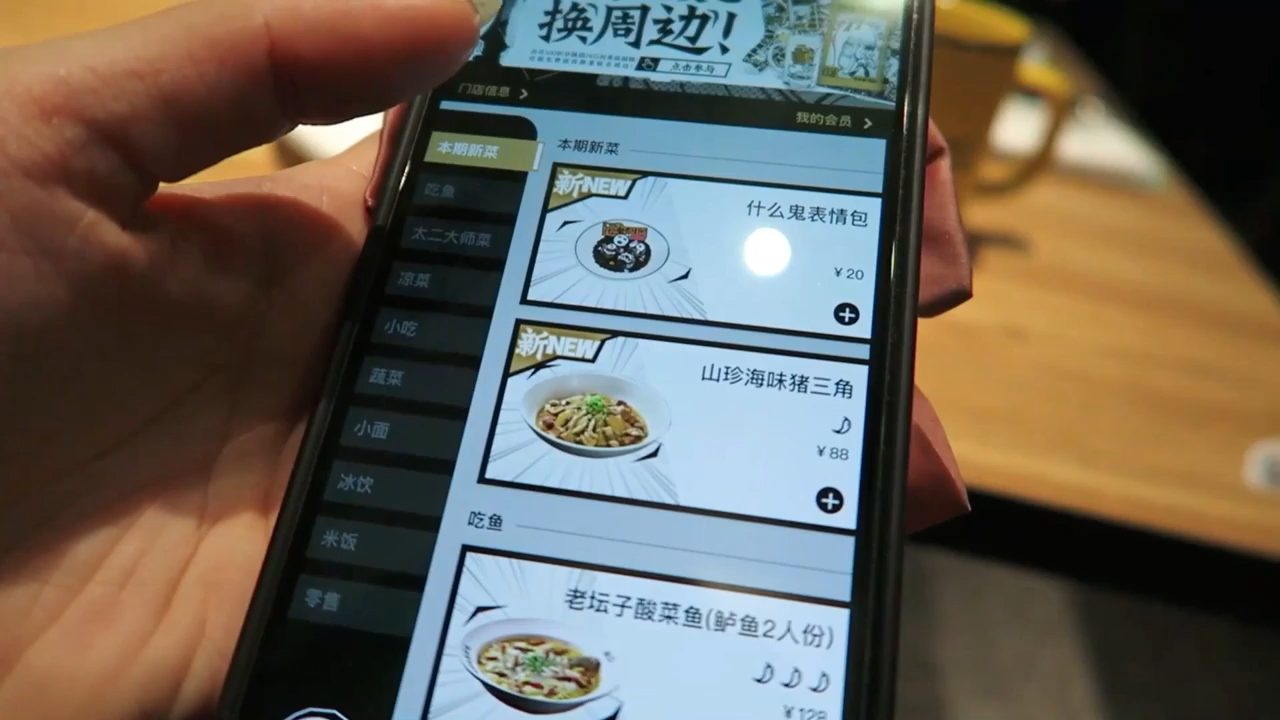 换周边!
点击参与
门店信息 >
我的会员 >
本期新菜
吃鱼
太二大师菜
凉菜
小吃
蔬菜
小面
冰饮
米饭
零售
本期新菜
新NEW
什么鬼表情包
¥20
新NEW
山珍海味猪三角
¥88
吃鱼
老坛子酸菜鱼(鲈鱼2人份)
¥128